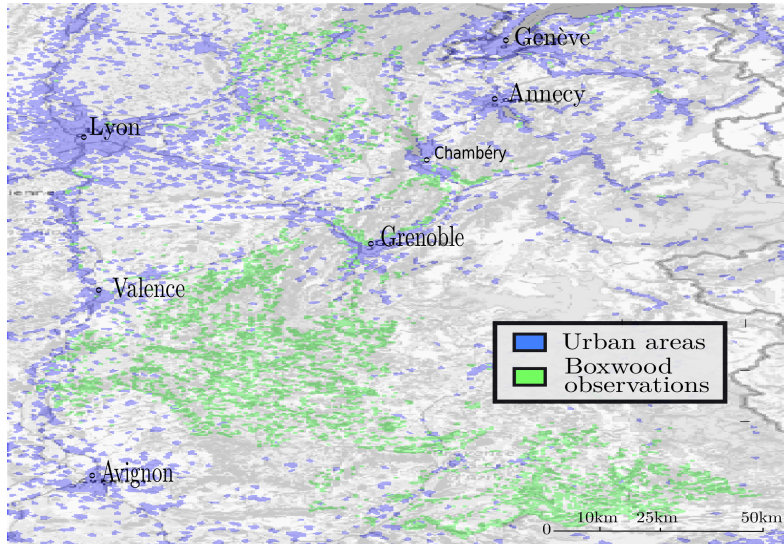 Genève
Annecy
Lyon
Chambéry
Grenoble
Valence
Urban areas
Boxwood
observations
Avignon
0 10km 25km 50km